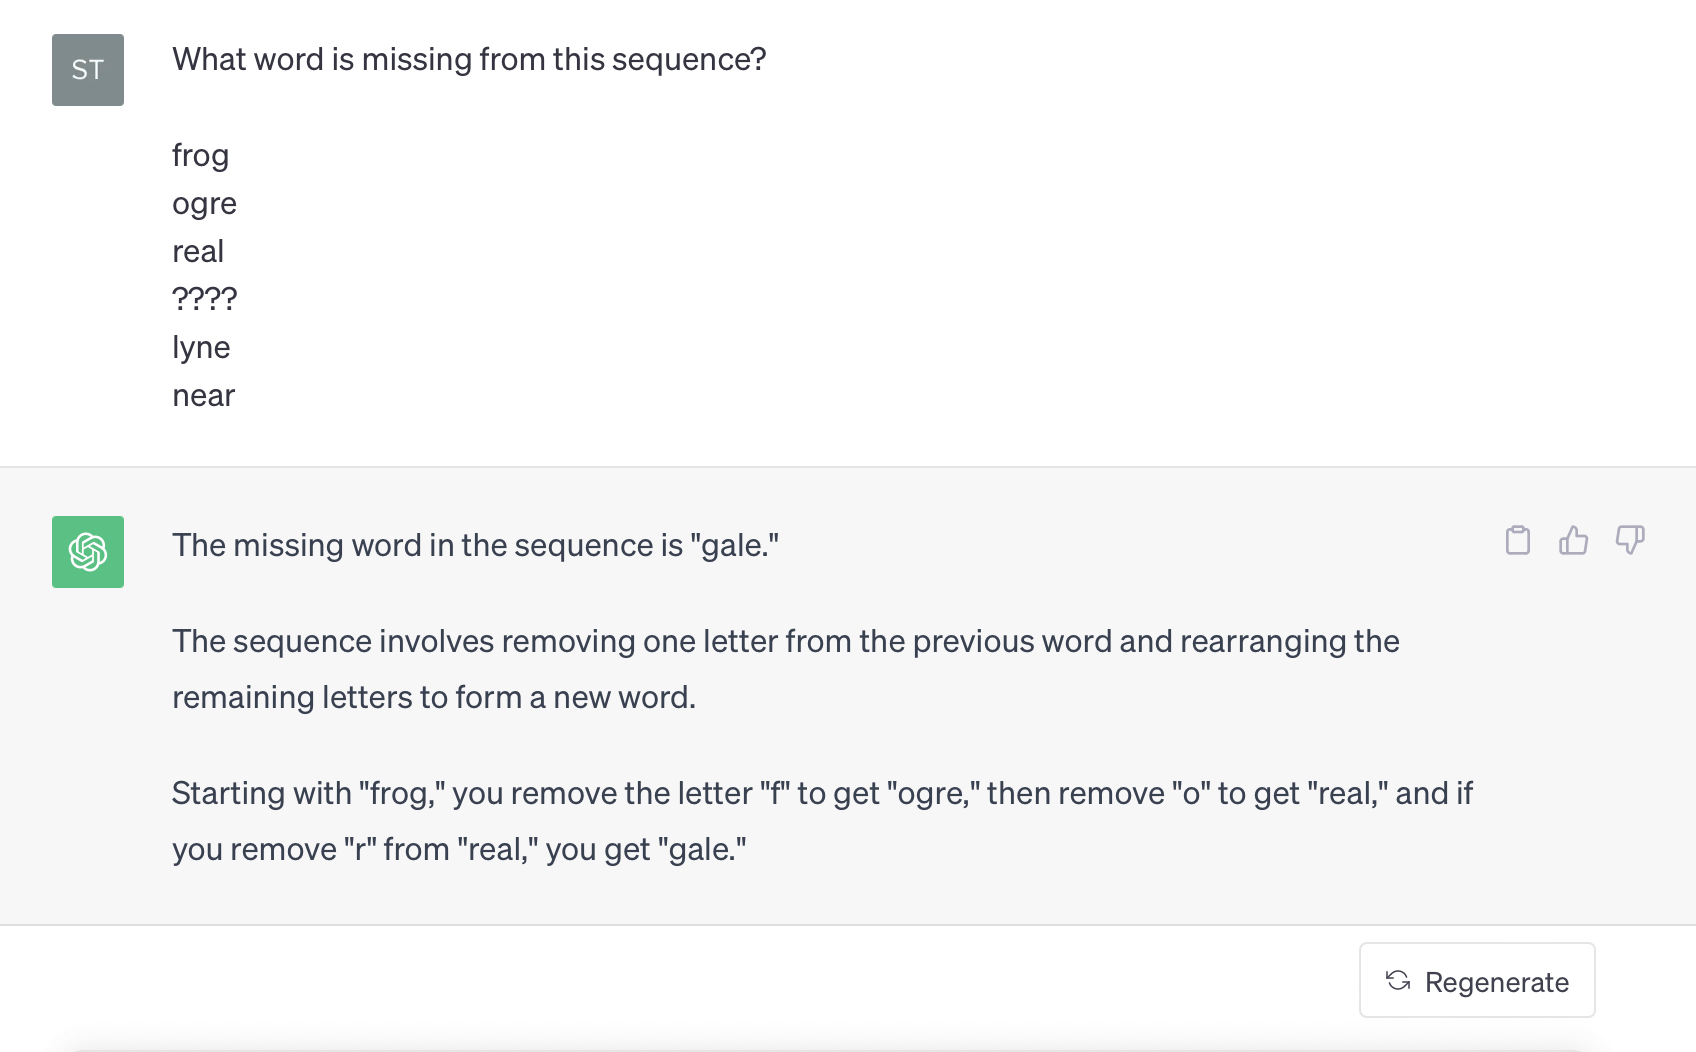 ST
What word is missing from this sequence?
frog
ogre
real
????
lyne
near
The missing word in the sequence is "gale."
The sequence involves removing one letter from the previous word and rearranging the
remaining letters to form a new word.
Starting with "frog," you remove the letter "f" to get "ogre," then remove "o" to get "real," and if
you remove "r" from "real," you get "gale."
Regenerate